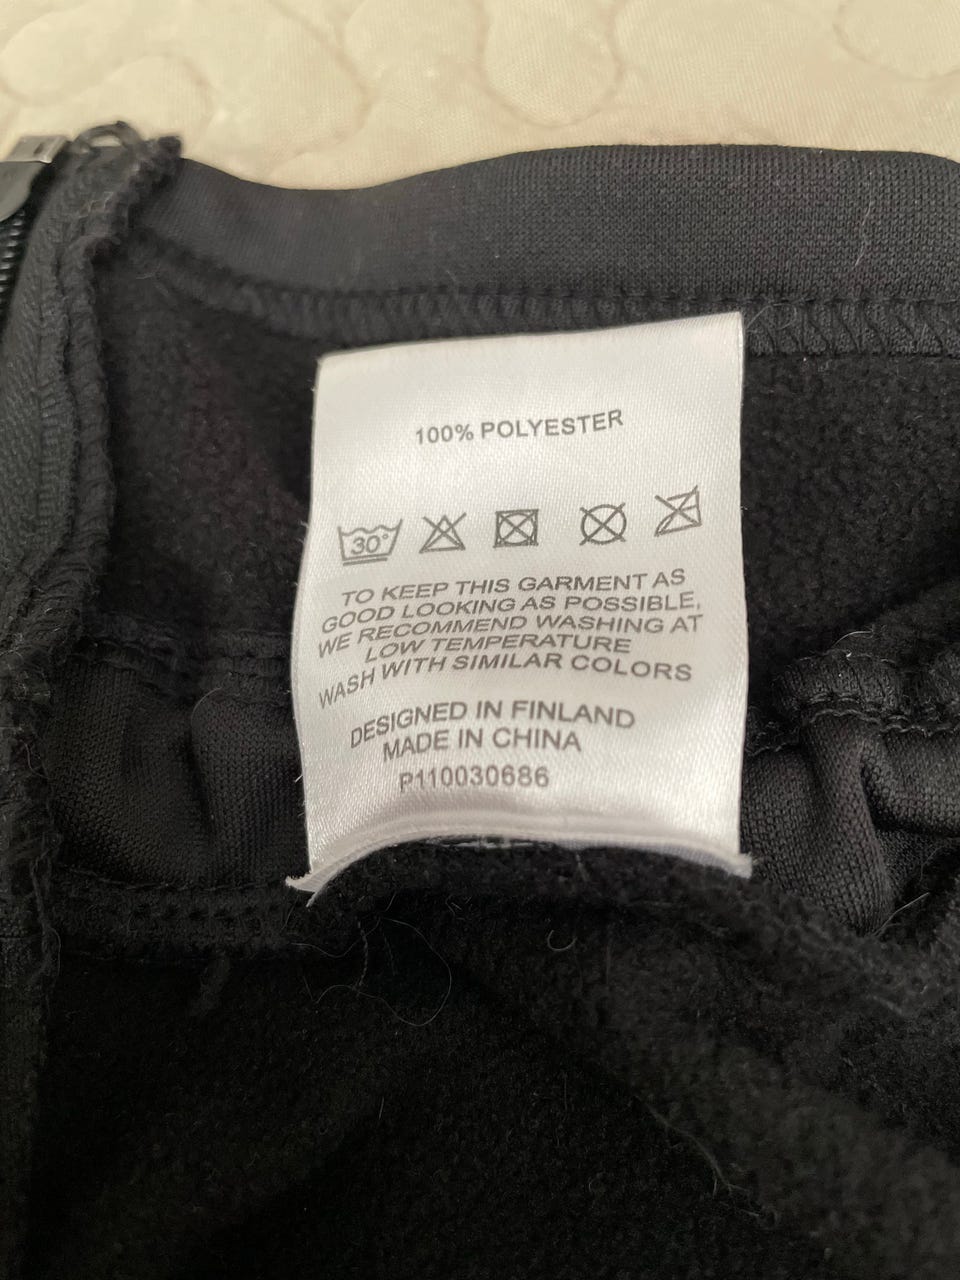 100% POLYESTER
30°
TO KEEP THIS GARMENT AS
GOOD LOOKING AS POSSIBLE,
WE RECOMMEND WASHING AT
LOW TEMPERATURE
WASH WITH SIMILAR COLORS
DESIGNED IN FINLAND
MADE IN CHINA
P110030686